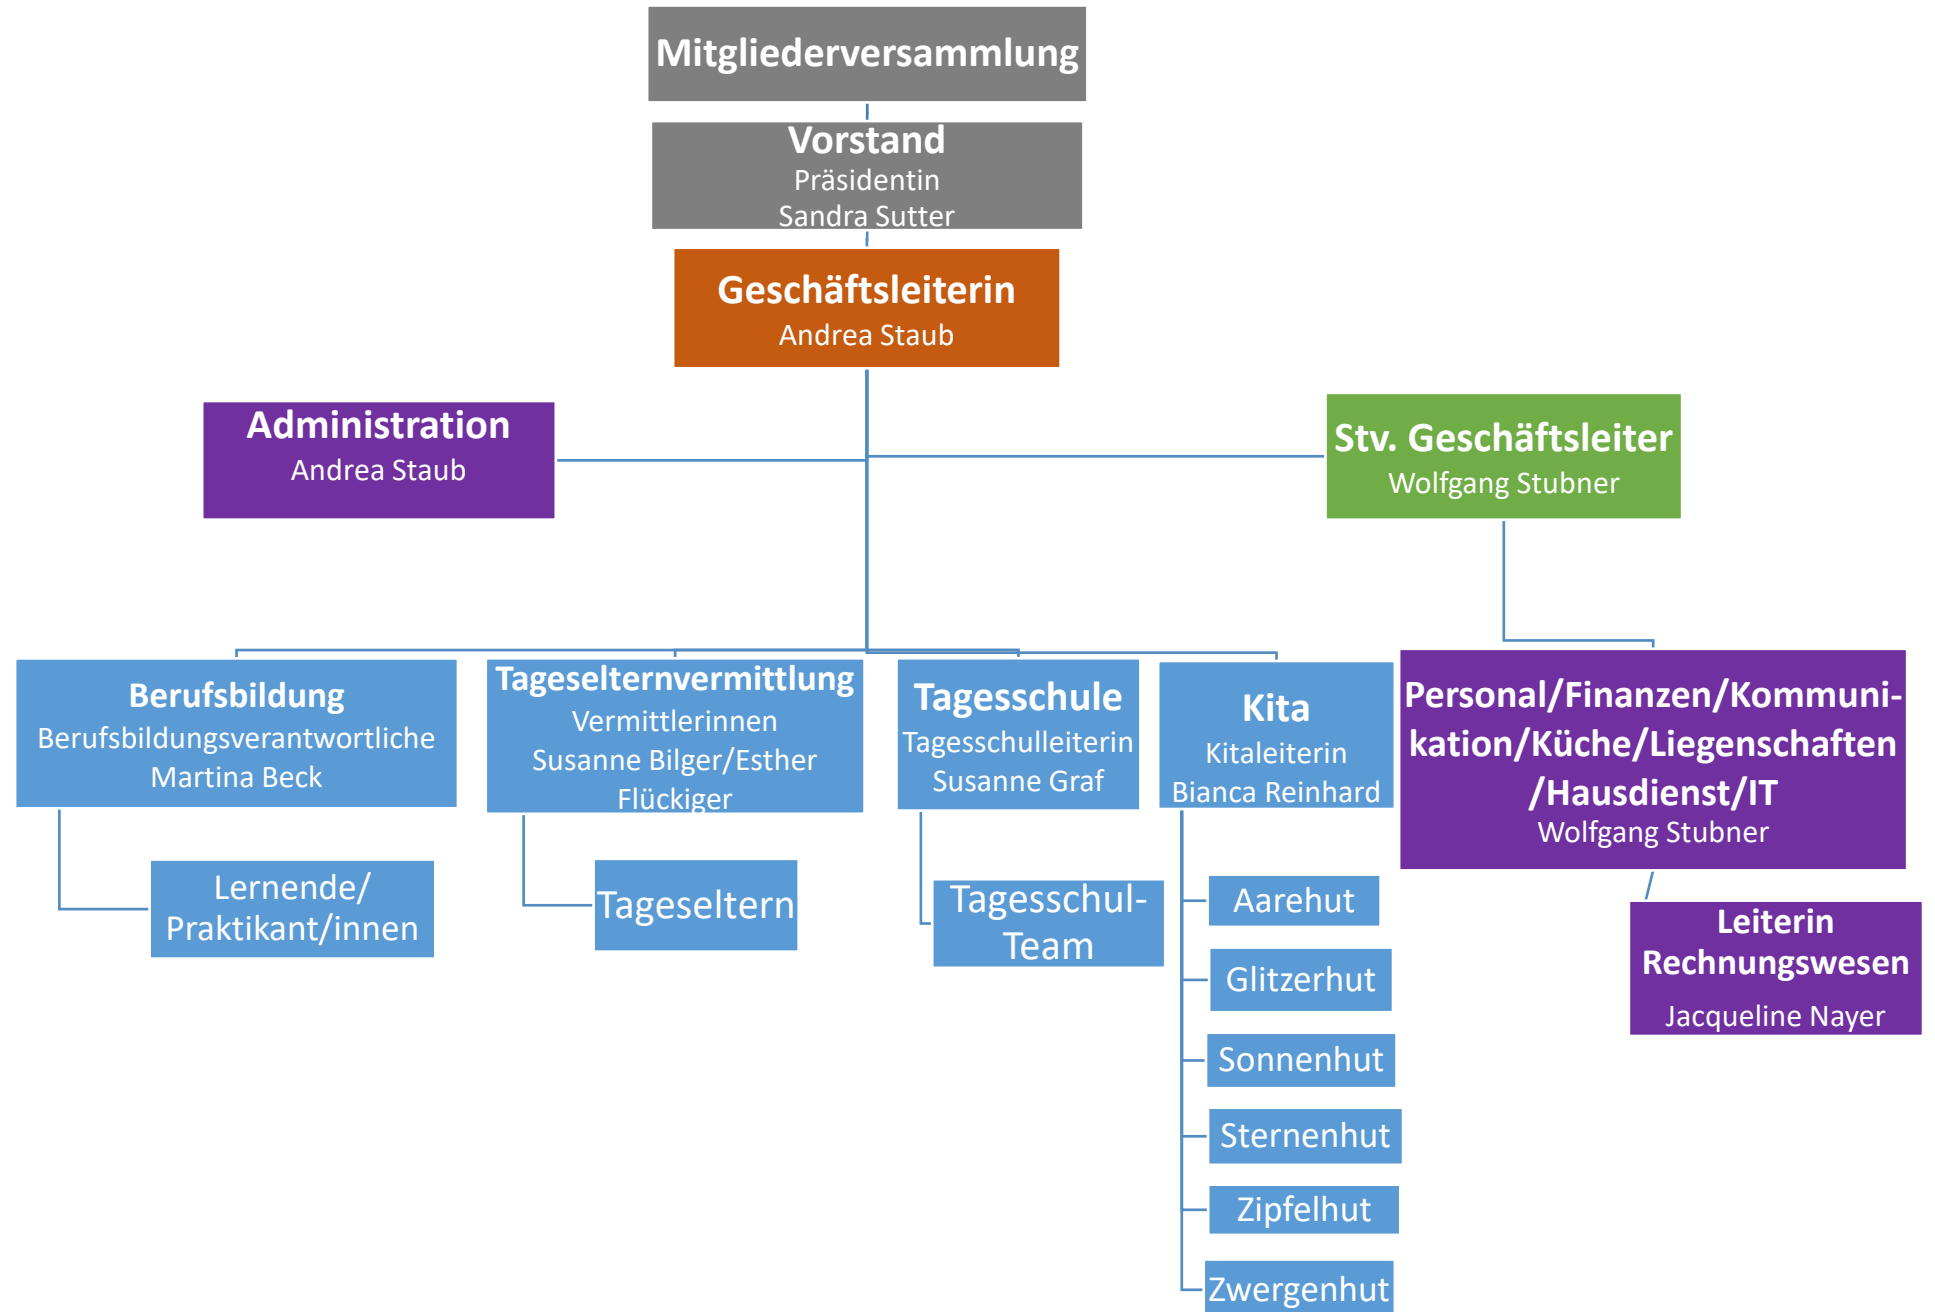 Mitgliederversammlung
Vorstand
Präsidentin
Sandra Sutter
Geschäftsleiterin
Andrea Staub
Administration
Andrea Staub
Stv. Geschäftsleiter
Wolfgang Stubner
Berufsbildung
Berufsbildungsverantwortliche
Martina Beck
Lernende/
Praktikant/innen
Tageselternvermittlung
Vermittlerinnen
Susanne Bilger/Esther
Flückiger
Tageseltern
Tagesschule
Tagesschulleiterin
Susanne Graf
Tagesschul-
Team
Kita
Kitaleiterin
Bianca Reinhard
Aarehut
Glitzerhut
Sonnenhut
Sternenhut
Zipfelhut
Zwergenhut
Personal/Finanzen/Kommuni-
kation/Küche/Liegenschaften
/Hausdienst/IT
Wolfgang Stubner
Leiterin
Rechnungswesen
Jacqueline Nayer